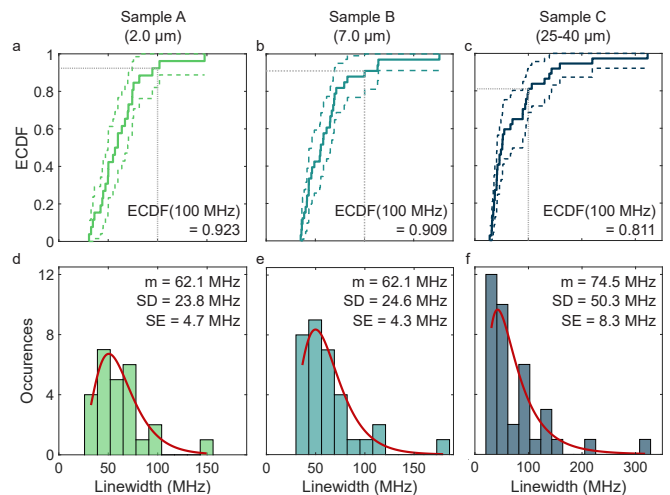 Sample A
(2.0 µm)
Sample B
(7.0 µm)
Sample C
(25-40 µm)
a
b
c
ECDF
1
0.8
0.6
0.4
0.2
0
ECDF(100 MHz)
= 0.923
ECDF(100 MHz)
= 0.909
ECDF(100 MHz)
= 0.811
d
e
f
Occurences
12
8
4
0
m = 62.1 MHz
SD = 23.8 MHz
SE = 4.7 MHz
m = 62.1 MHz
SD = 24.6 MHz
SE = 4.3 MHz
m = 74.5 MHz
SD = 50.3 MHz
SE = 8.3 MHz
0 50 100 150
0 50 100 150
0 100 200 300
Linewidth (MHz)
Linewidth (MHz)
Linewidth (MHz)